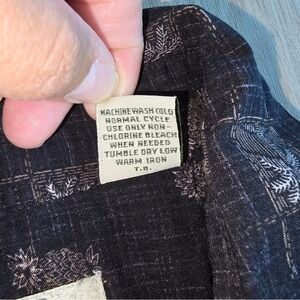 MACHINE WASH COLD
NORMAL CYCLE
USE ONLY NON-
CHLORINE BLEACH
WHEN NEEDED
TUMBLE DRY LOW
WARM IRON
T.B.